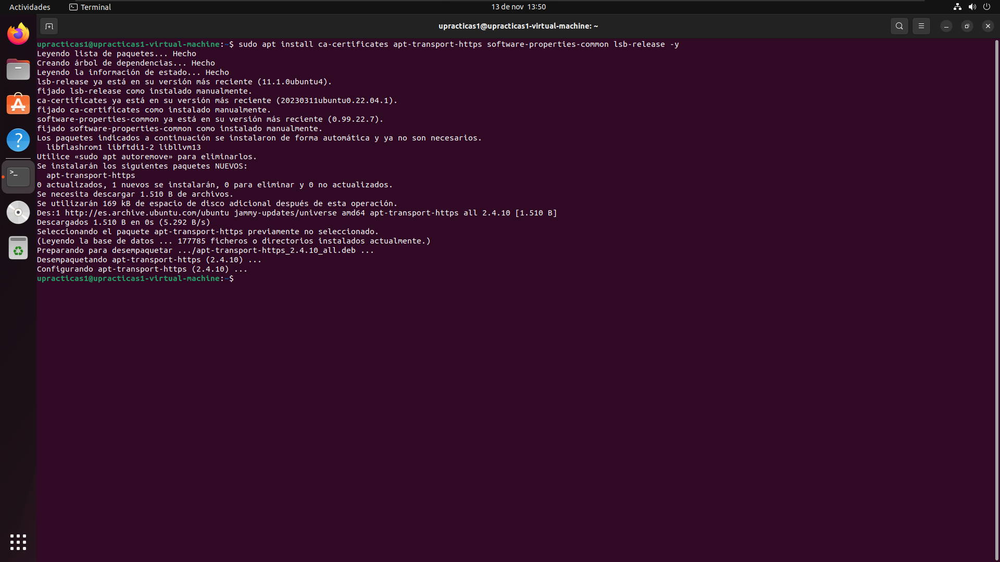 Actividades Terminal 13 de nov 13:50
upracticas1@upracticas1-virtual-machine: ~
upracticas1@upracticas1-virtual-machine:~$ sudo apt install ca-certificates apt-transport-https software-properties-common lsb-release -y
Leyendo lista de paquetes... Hecho
Creando árbol de dependencias... Hecho
Leyendo la información de estado... Hecho
lsb-release ya está en su versión más reciente (11.1.0ubuntu4).
fijado lsb-release como instalado manualmente.
ca-certificates ya está en su versión más reciente (20230311ubuntu0.22.04.1).
fijado ca-certificates como instalado manualmente.
software-properties-common ya está en su versión más reciente (0.99.22.7).
fijado software-properties-common como instalado manualmente.
Los paquetes indicados a continuación se instalaron de forma automática y ya no son necesarios.
  libflashrom1 libftdi1-2 libllvm13
Utilice «sudo apt autoremove» para eliminarlos.
Se instalarán los siguientes paquetes NUEVOS:
  apt-transport-https
0 actualizados, 1 nuevos se instalarán, 0 para eliminar y 0 no actualizados.
Se necesita descargar 1.510 B de archivos.
Se utilizarán 169 kB de espacio de disco adicional después de esta operación.
Des:1 http://es.archive.ubuntu.com/ubuntu jammy-updates/universe amd64 apt-transport-https all 2.4.10 [1.510 B]
Descargados 1.510 B en 0s (5.292 B/s)
Seleccionando el paquete apt-transport-https previamente no seleccionado.
(Leyendo la base de datos ... 177785 ficheros o directorios instalados actualmente.)
Preparando para desempaquetar .../apt-transport-https_2.4.10_all.deb ...
Desempaquetando apt-transport-https (2.4.10) ...
Configurando apt-transport-https (2.4.10) ...
upracticas1@upracticas1-virtual-machine:~$